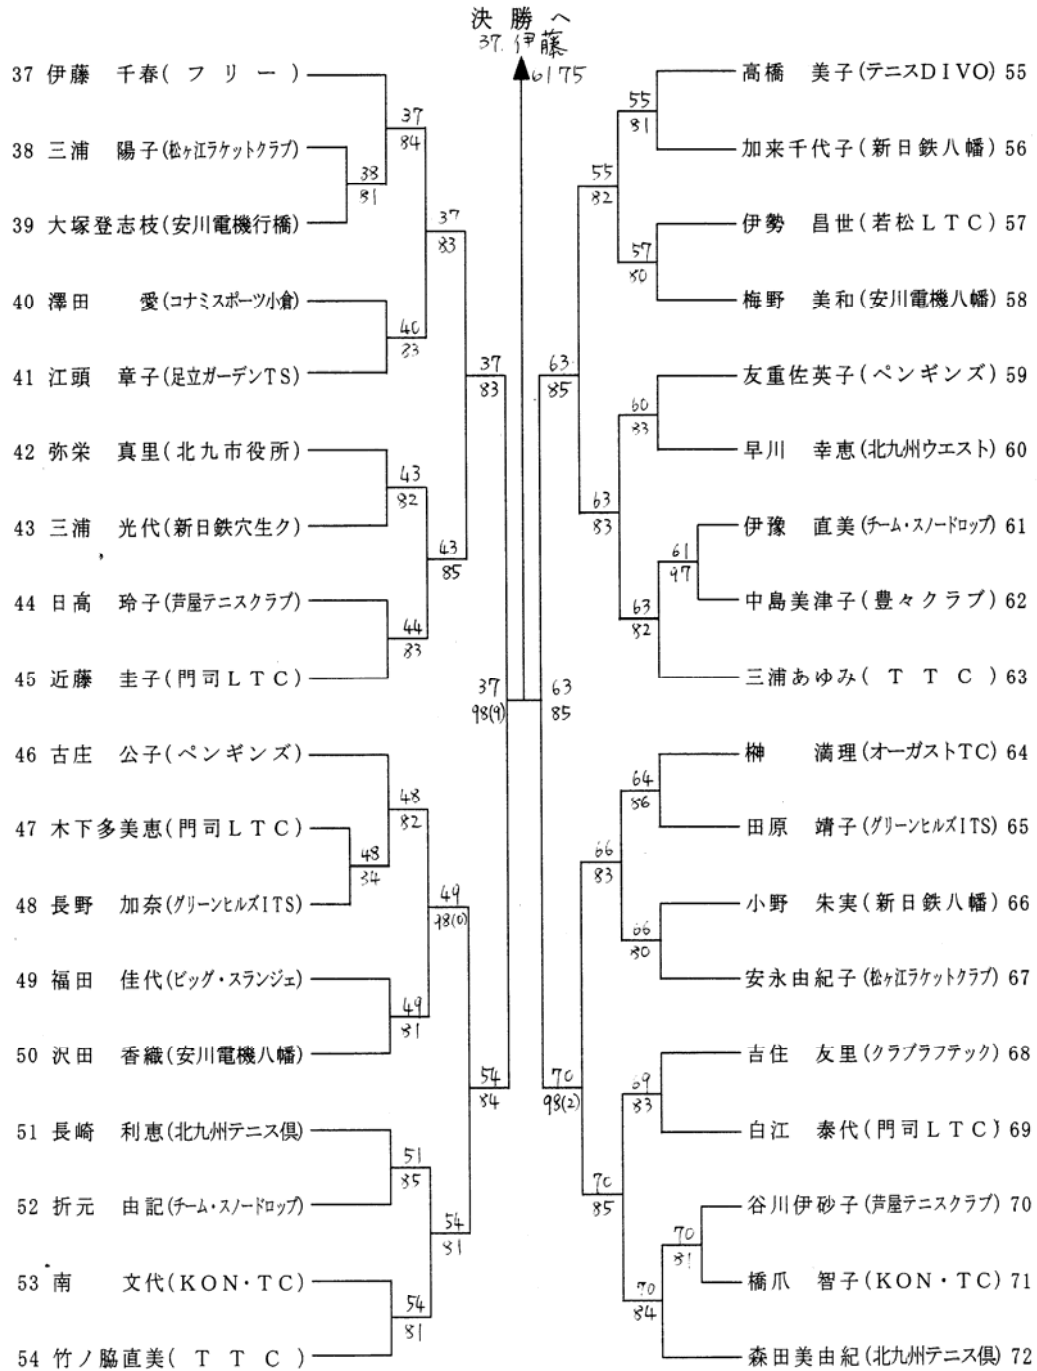 決勝へ
37. 伊藤
6175
37 伊藤 千春(フリー)
38 三浦 陽子(松ヶ江ラケットクラブ)
39 大塚登志枝(安川電機行橋)
40 澤田 愛(コナミスポーツ小倉)
41 江頭 章子(足立ガーデンTS)
42 弥栄 真里(北九市役所)
43 三浦 光代(新日鉄穴生ク)
44 日高 玲子(芦屋テニスクラブ)
45 近藤 圭子(門司LTC)
46 古庄 公子(ペンギンズ)
47 木下多美恵(門司LTC)
48 長野 加奈(グリーンヒルズITS)
49 福田 佳代(ビッグ・スランジェ)
50 沢田 香織(安川電機八幡)
51 長崎 利恵(北九州テニス倶)
52 折元 由記(チーム・スノードロップ)
53 南 文代(KON・TC)
54 竹ノ脇直美(TTC)
38
81
37
84
40
83
43
82
44
83
37
83
43
85
37
83
48
34
48
82
49
81
49
98(0)
51
85
54
81
54
81
54
84
37
98(9)
高橋 美子(テニスDIVO) 55
加来千代子(新日鉄八幡) 56
伊勢 昌世(若松LTC) 57
梅野 美和(安川電機八幡) 58
友重佐英子(ペンギンズ) 59
早川 幸恵(北九州ウエスト) 60
伊豫 直美(チーム・スノードロップ) 61
中島美津子(豊々クラブ) 62
三浦あゆみ(TTC) 63
榊 満理(オーガストTC) 64
田原 靖子(グリーンヒルズITS) 65
小野 朱実(新日鉄八幡) 66
安永由紀子(松ヶ江ラケットクラブ) 67
吉住 友里(クラブラフテック) 68
白江 泰代(門司LTC) 69
谷川伊砂子(芦屋テニスクラブ) 70
橋爪 智子(KON・TC) 71
森田美由紀(北九州テニス倶) 72
55
81
57
80
55
82
60
83
61
97
63
82
63
83
63
85
64
86
66
80
66
83
69
83
70
81
70
84
70
85
70
98(2)
63
85